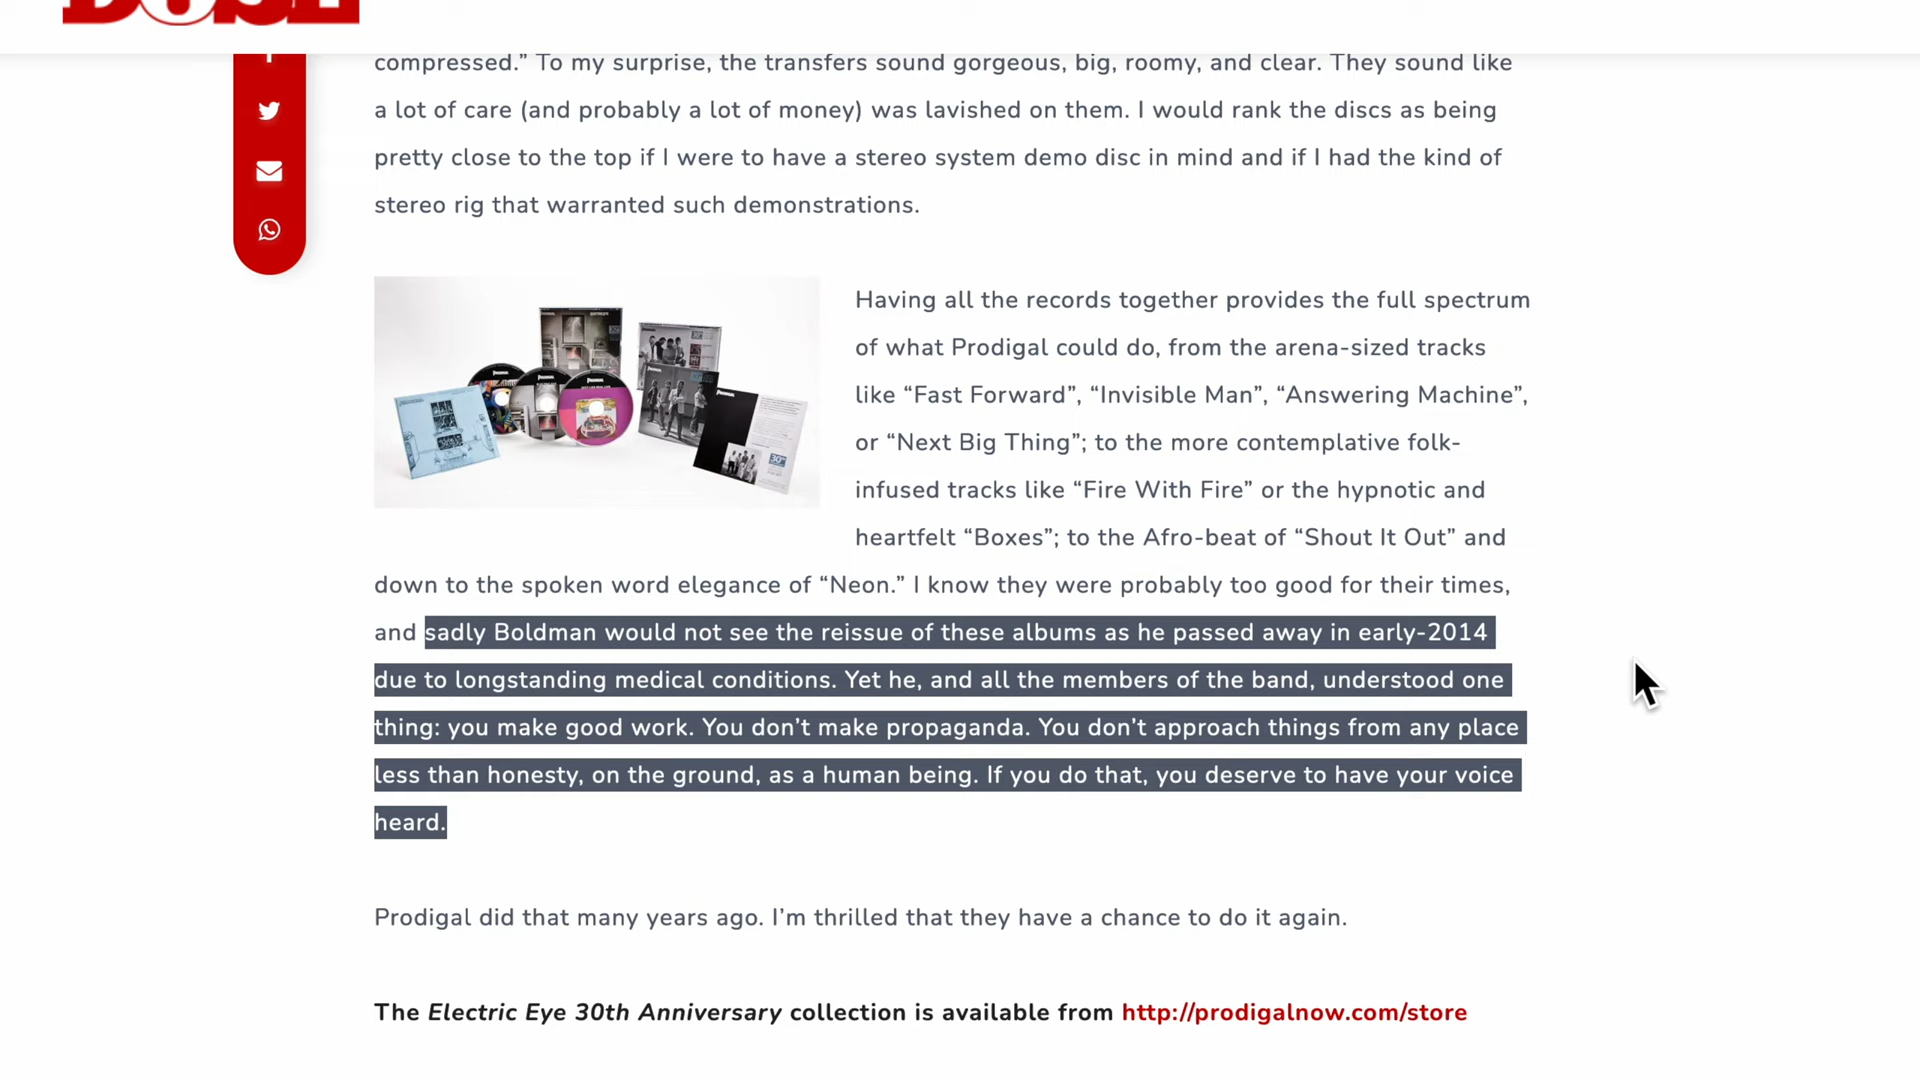 compressed.” To my surprise, the transfers sound gorgeous, big, roomy, and clear. They sound like
a lot of care (and probably a lot of money) was lavished on them. I would rank the discs as being
pretty close to the top if I were to have a stereo system demo disc in mind and if I had the kind of
stereo rig that warranted such demonstrations.
Having all the records together provides the full spectrum
of what Prodigal could do, from the arena-sized tracks
like “Fast Forward”, “Invisible Man”, “Answering Machine”,
or “Next Big Thing”; to the more contemplative folk-
infused tracks like “Fire With Fire” or the hypnotic and
heartfelt “Boxes”; to the Afro-beat of “Shout It Out” and
down to the spoken word elegance of “Neon.” I know they were probably too good for their times,
and sadly Boldman would not see the reissue of these albums as he passed away in early-2014
due to longstanding medical conditions. Yet he, and all the members of the band, understood one
thing: you make good work. You don’t make propaganda. You don’t approach things from any place
less than honesty, on the ground, as a human being. If you do that, you deserve to have your voice
heard.
Prodigal did that many years ago. I’m thrilled that they have a chance to do it again.
The Electric Eye 30th Anniversary collection is available from http://prodigalnow.com/store